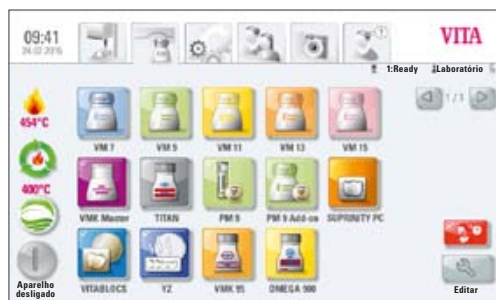 09:41
24.02.2015
VITA
1:Ready Laboratório
1/3
454°C
VM 7 VM 9 VM 11 VM 13 VM 15
400°C
VMK Master TITAN PM 9 PM 9 Add-on SUPRINITY PC
VITABLOCS YZ VMK 95 OMEGA 900
Aparelho
desligado
Editar